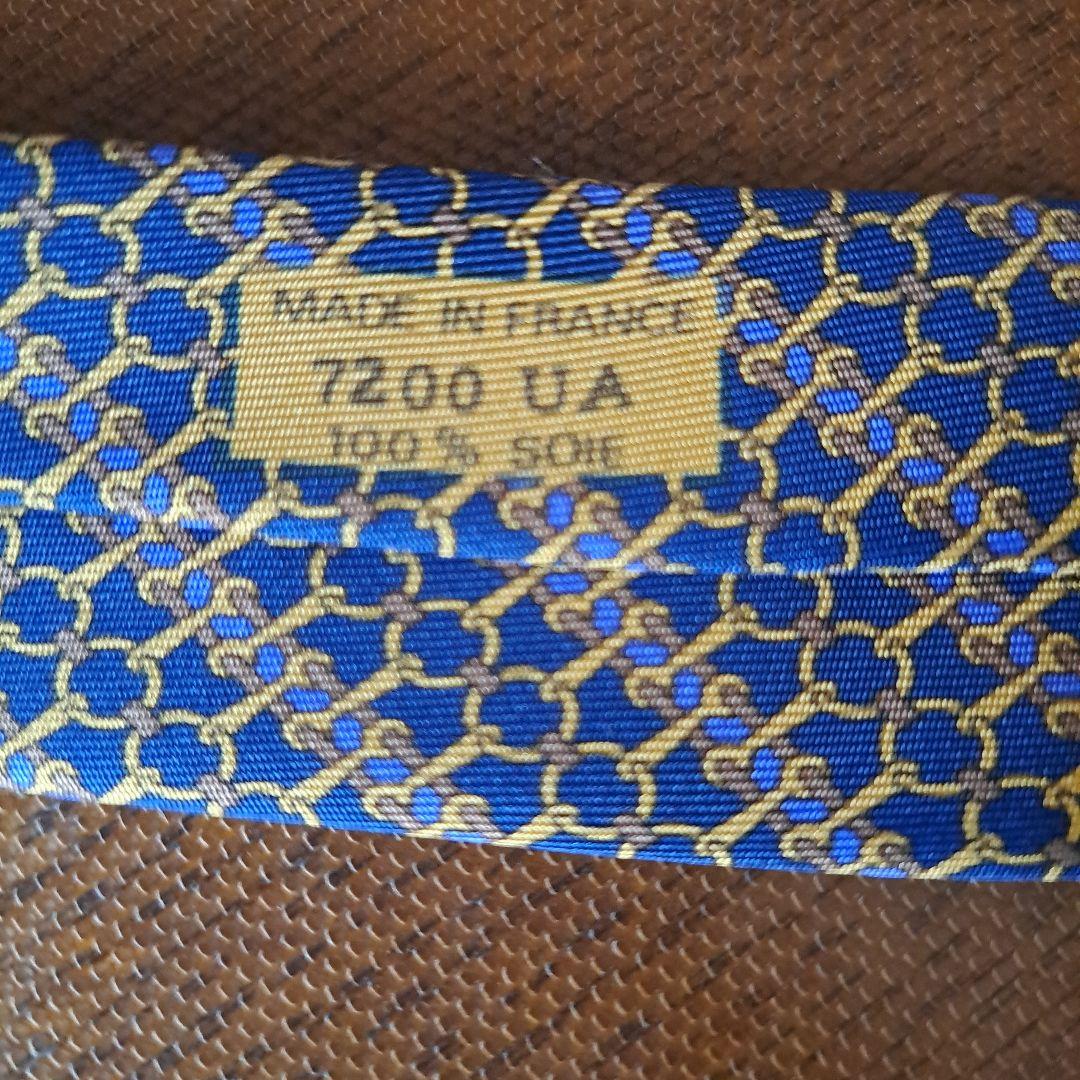 MADE IN FRANCE
7200 UA
100 % SOIE